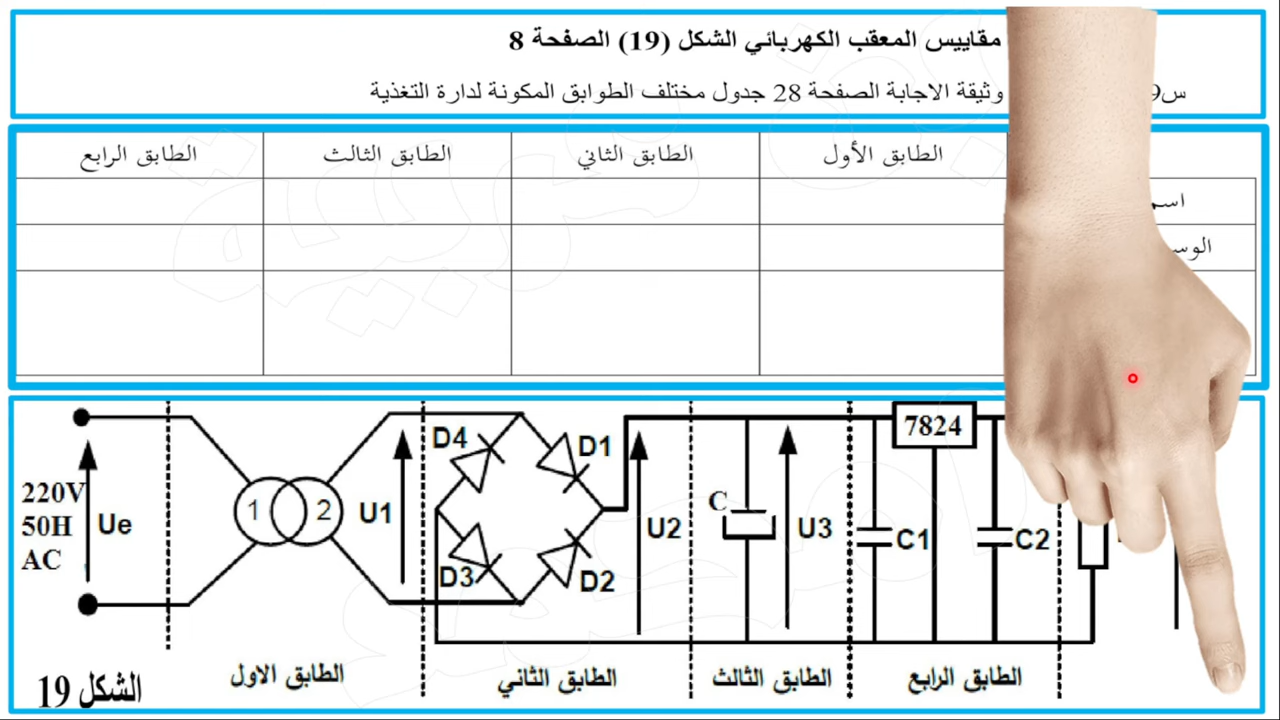 مقاييس المعقب الكهربائي الشكل (19) الصفحة 8
س9 وثيقة الاجابة الصفحة 28 جدول مختلف الطوابق المكونة لدارة التغذية
الطابق الأول الطابق الثاني الطابق الثالث الطابق الرابع
7824
D4 D1
220V
50H
AC
Ue
1 2
U1
U2
C
U3
C1
C2
D3 D2
الطابق الاول الطابق الثاني الطابق الثالث الطابق الرابع
الشكل 19